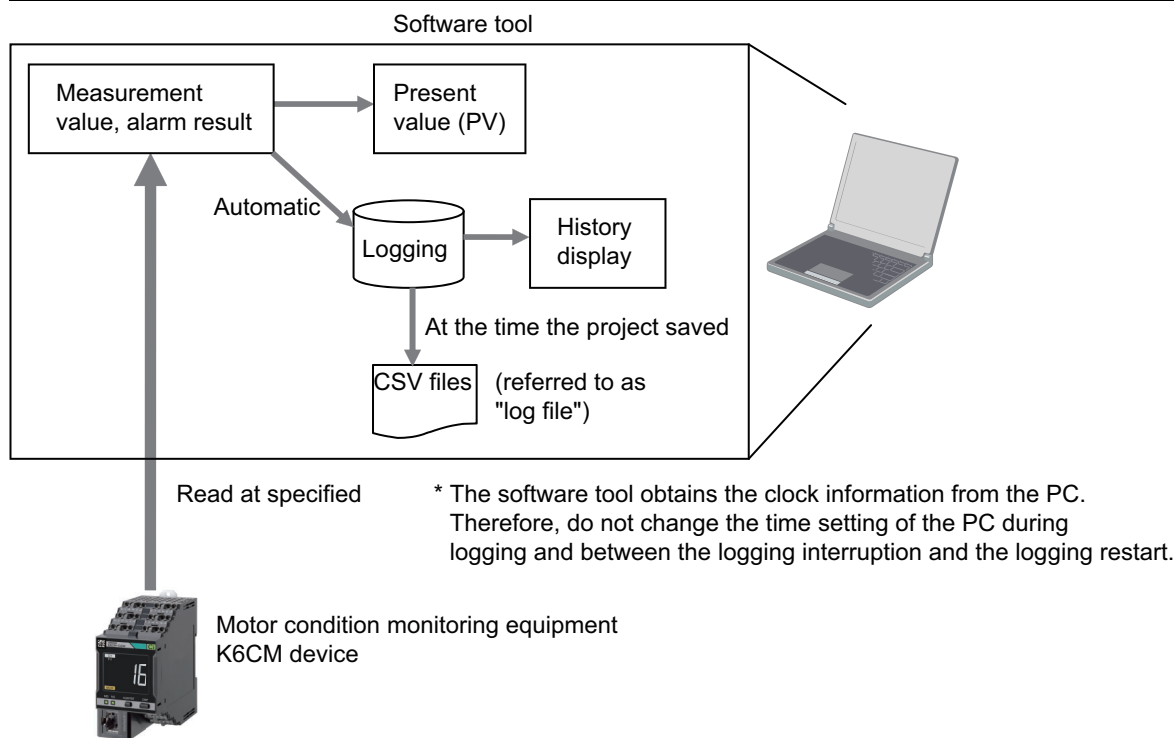 Software tool
Measurement
value, alarm result
Present
value (PV)
Automatic
Logging
History
display
At the time the project saved
CSV files
(referred to as
"log file")
Read at specified
* The software tool obtains the clock information from the PC.
Therefore, do not change the time setting of the PC during
logging and between the logging interruption and the logging restart.
16
Motor condition monitoring equipment
K6CM device